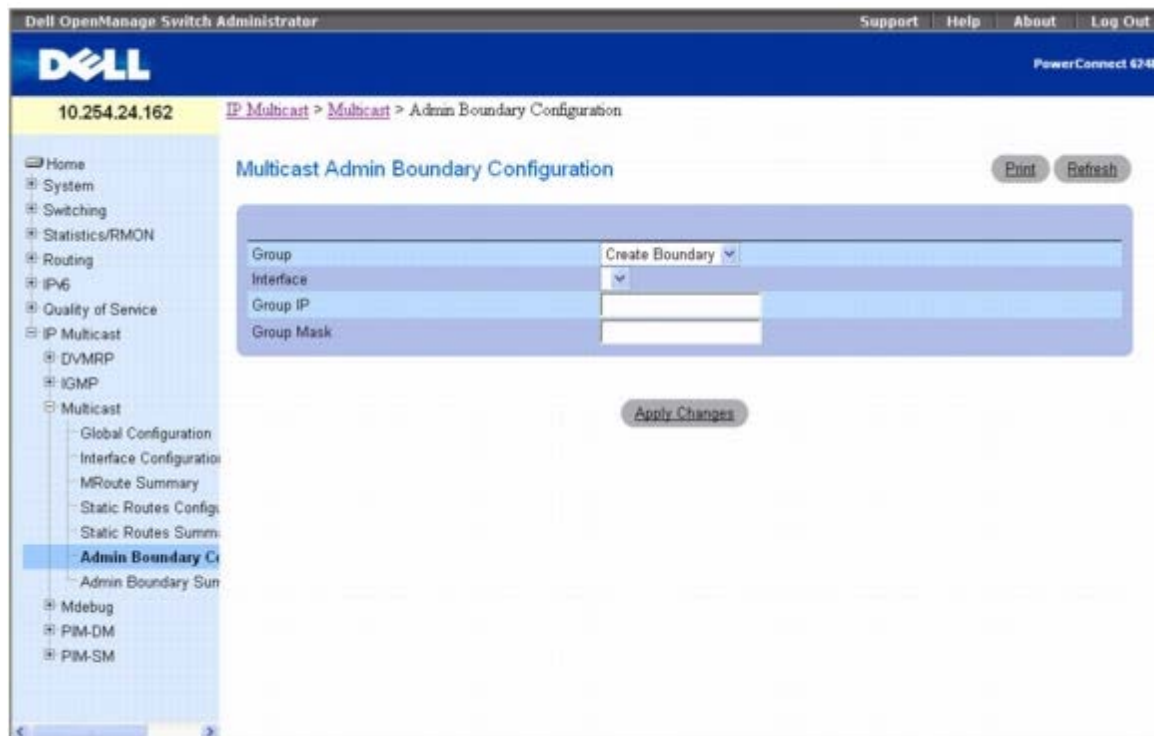 Dell OpenManage Switch Administrator
Support Help About Log Out
DELL
PowerConnect 624
10.254.24.162
IP Multicast > Multicast > Admin Boundary Configuration
Home
System
Switching
Statistics/RMON
Routing
IPv6
Quality of Service
IP Multicast
DVMRP
IGMP
Multicast
Global Configuration
Interface Configuratio
MRoute Summary
Static Routes Config
Static Routes Summ
Admin Boundary C
Admin Boundary Sum
Mdebug
PIM-DM
PIM-SM
Multicast Admin Boundary Configuration
Print Refresh
Group Create Boundary
Interface
Group IP
Group Mask
Apply Changes